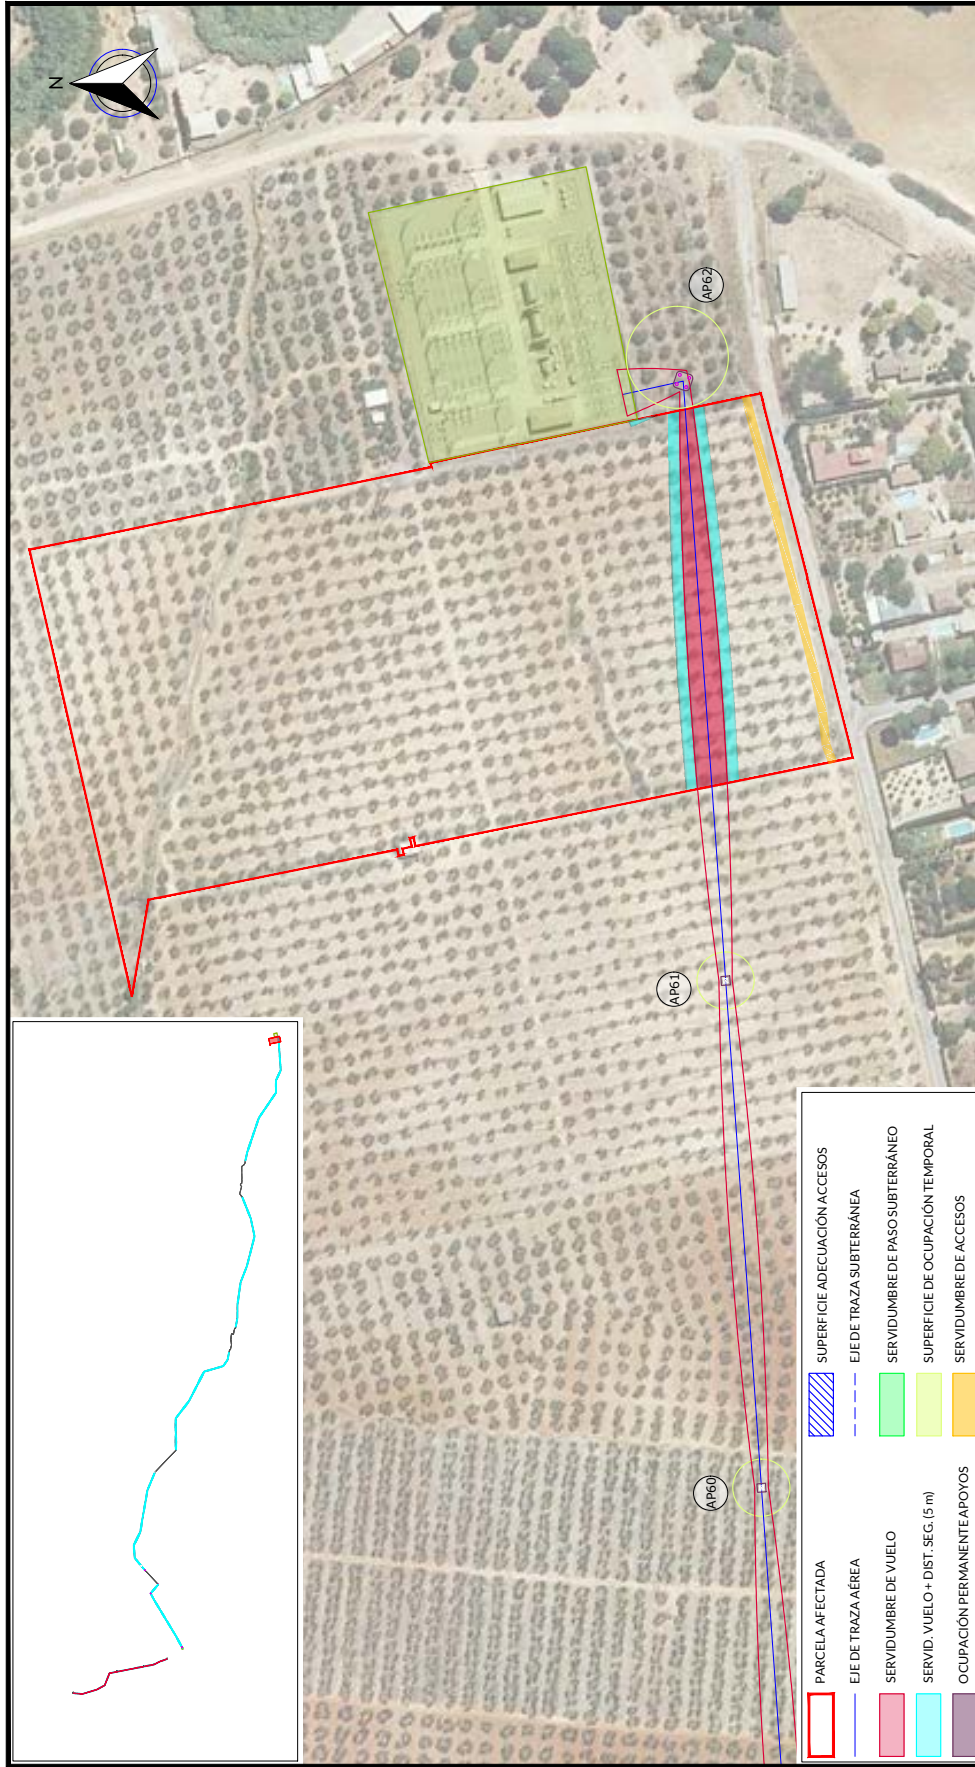 N
AP62
AP61
AP60
PARCELA AFECTADA
EJE DE TRAZA AÉREA
SERVIDUMBRE DE VUELO
SERVID. VUELO + DIST. SEG. (5 m)
OCUPACIÓN PERMANENTE APOYOS
SUPERFICIE ADECUACIÓN ACCESOS
EJE DE TRAZA SUBTERRÁNEA
SERVIDUMBRE DE PASO SUBTERRÁNEO
SUPERFICIE DE OCUPACIÓN TEMPORAL
SERVIDUMBRE DE ACCESOS